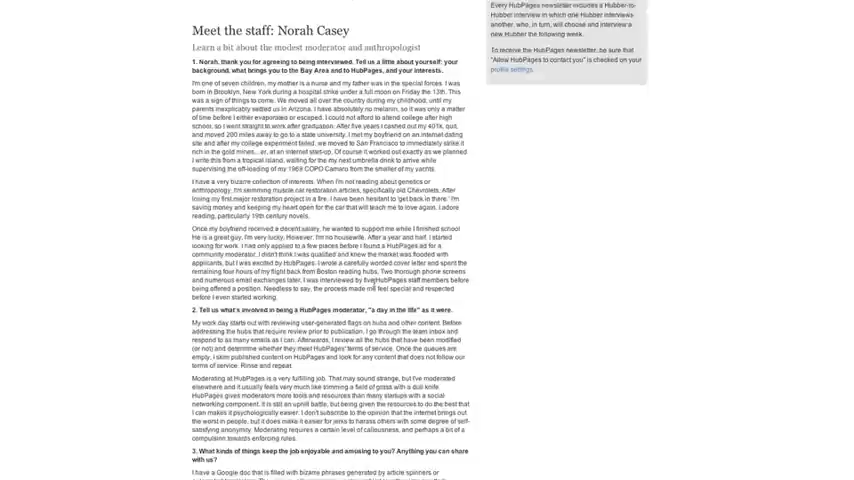 Every HubPages newsletter includes a Hubber-to-
Hubber interview in which one Hubber interviews
another, who, in turn, will choose and interview a
new Hubber the following week.
To receive the HubPages newsletter, be sure that
"Allow HubPages to contact you" is checked on your
profile settings.
Meet the staff: Norah Casey
Learn a bit about the modest moderator and anthropologist
1. Norah, thank you for agreeing to being interviewed. Tell us a little about yourself: your
background, what brings you to the Bay Area and to HubPages, and your interests.
I'm one of seven children, my mother is a nurse and my father was in the special forces. I was
born in Brooklyn, New York during a hospital strike under a full moon on Friday the 13th. This
was a sign of things to come. We moved all over the country during my childhood, until my
parents inexplicably settled us in Arizona. I have absolutely no melanin, so it was only a matter
of time before I either evaporated or escaped. I could not afford to attend college after high
school, so I went straight to work after graduation. After five years I cashed out my 401k, quit,
and moved 200 miles away to go to a state university. I met my boyfriend on an internet dating
site and after my college experiment failed, we moved to San Francisco to immediately strike it
rich in the gold mines...er, at an internet start-up. Of course it worked out exactly as we planned
I write this from a tropical island, waiting for my next umbrella drink to arrive while
supervising the off-loading of my 1969 COPO Camaro from the smaller of my yachts.
I have a very bizarre collection of interests. When I'm not reading about genetics or
anthropology, I'm skimming muscle car restoration articles, specifically old Chevrolets. After
losing my first major restoration project in a fire, I have been hesitant to 'get back in there.' I'm
saving money and keeping my heart open for the car that will teach me to love again. I adore
reading, particularly 19th century novels.
Once my boyfriend received a decent salary, he wanted to support me while I finished school
He is a great guy, I'm very lucky. However, I'm no housewife. After a year and half, I started
looking for work. I had only applied to a few places before I found a HubPages ad for a
community moderator. I didn't think I was qualified and knew the market was flooded with
applicants, but I was excited by HubPages. I wrote a carefully worded cover letter and spent the
remaining four hours of my flight back from Boston reading hubs. Two thorough phone screens
and numerous email exchanges later, I was interviewed by five HubPages staff members before
being offered a position. Needless to say, the process made me feel special and respected
before I even started working.
2. Tell us what's involved in being a HubPages moderator, "a day in the life" as it were.
My work day starts out with reviewing user-generated flags on hubs and other content. Before
addressing the hubs that require review prior to publication, I go through the team inbox and
respond to as many emails as I can. Afterwards, I review all the hubs that have been modified
(or not) and determine whether they meet HubPages' terms of service. Once the queues are
empty, I skim published content on HubPages and look for any content that does not follow our
terms of service. Rinse and repeat.
Moderating at HubPages is a very fulfilling job. That may sound strange, but I've moderated
elsewhere and it usually feels very much like trimming a field of grass with a dull knife
HubPages gives moderators more tools and resources than many startups with a social
networking component. It is still an uphill battle, but being given the resources to do the best that
I can makes it psychologically easier. I don't subscribe to the opinion that the internet brings out
the worst in people, but it does make it easier for jerks to harass others with some degree of self-
satisfying anonymity. Moderating requires a certain level of callousness, and perhaps a bit of a
compulsion towards enforcing rules.
3. What kinds of things keep the job enjoyable and amusing to you? Anything you can share
with us?
I have a Google doc that is filled with bizarre phrases generated by article spinners or